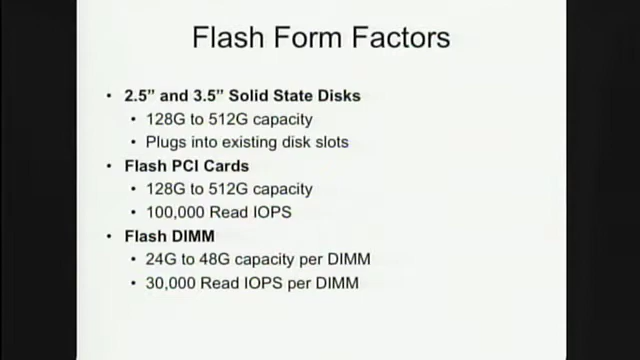 Flash Form Factors
• 2.5” and 3.5” Solid State Disks
• 128G to 512G capacity
• Plugs into existing disk slots
• Flash PCI Cards
• 128G to 512G capacity
• 100,000 Read IOPS
• Flash DIMM
• 24G to 48G capacity per DIMM
• 30,000 Read IOPS per DIMM